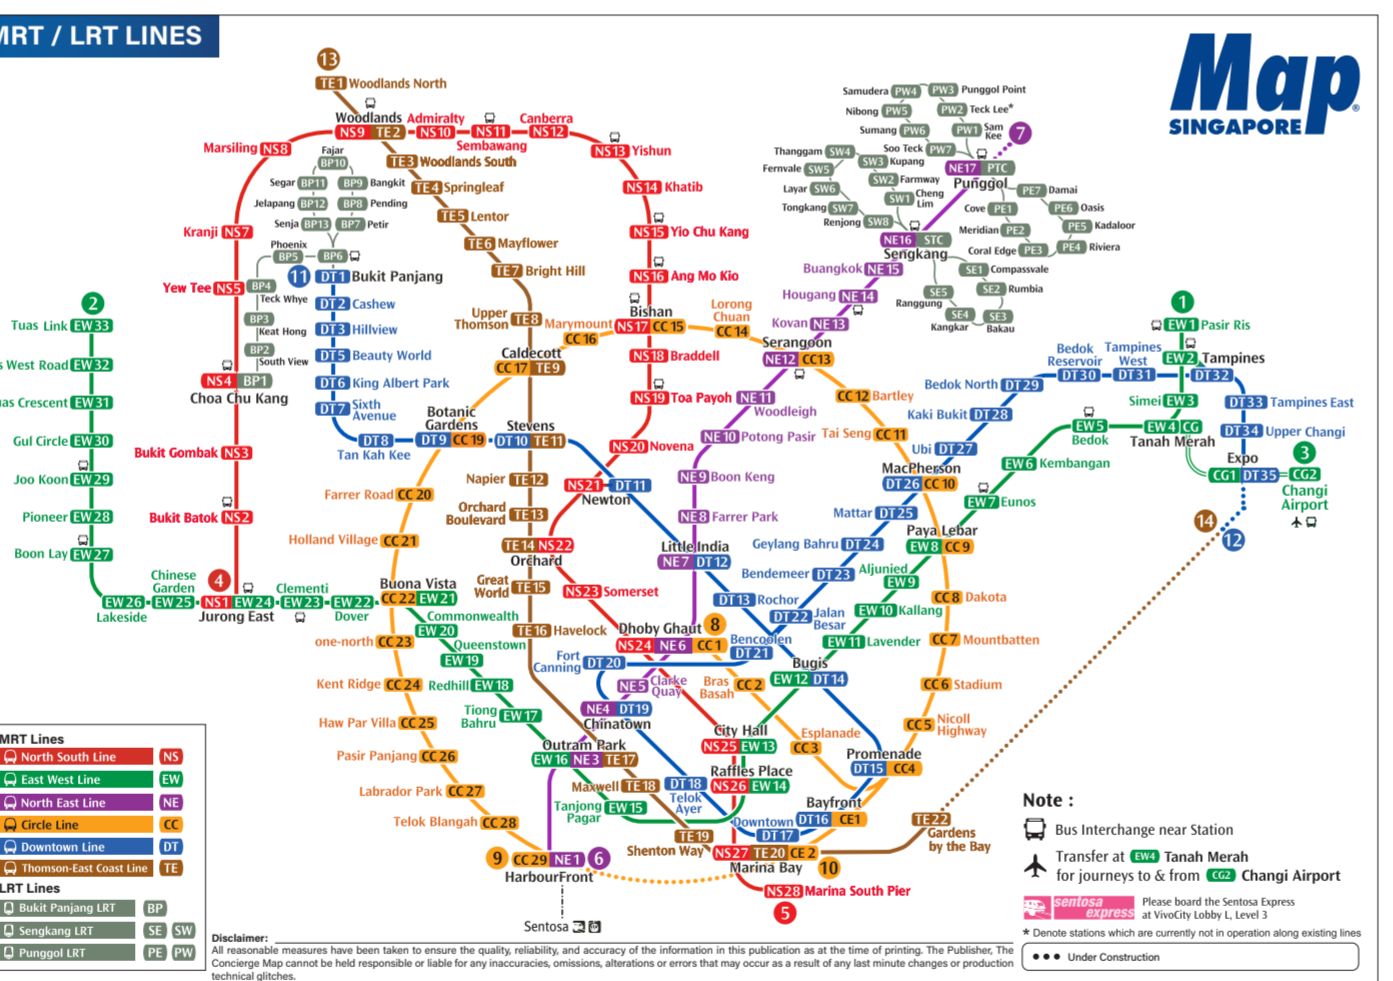 MRT / LRT LINES
Map
SINGAPORE
13
TE1 Woodlands North
Woodlands
NS9 TE2
Admiralty
NS10
NS11
Sembawang
Canberra
NS12
NS13 Yishun
Marsiling NS8
TE3 Woodlands South
NS14 Khatib
TE4 Springleaf
TE5 Lentor
NS15 Yio Chu Kang
Kranji NS7
TE6 Mayflower
TE7 Bright Hill
NS16 Ang Mo Kio
Yew Tee NS5
Fajar
BP10
Segar BP11
BP9 Bangkit
Jelapang BP12
BP8 Pending
Senja BP13
BP7 Petir
Phoenix
BP5
BP6
11
DT1 Bukit Panjang
BP4
Teck Whye
BP3
Keat Hong
BP2
South View
NS4 BP1
Choa Chu Kang
DT2 Cashew
DT3 Hillview
DT5 Beauty World
DT6 King Albert Park
DT7 Sixth
Avenue
DT8
Tan Kah Kee
Botanic
Gardens
DT9 CC19
Stevens
DT10 TE11
Upper
Thomson TE8
Marymount
CC16
Caldecott
CC17 TE9
Bishan
NS17 CC15
Lorong
Chuan
CC14
NS18 Braddell
NS19 Toa Payoh
NS20 Novena
NS21 DT11
Newton
Samudera PW4
PW3 Punggol Point
Nibong PW5
PW2 Teck Lee*
Sumang PW6
PW1 Sam
Kee
7
Soo Teck PW7
NE17 PTC
Punggol
Thanggam SW4
SW3 Kupang
Fernvale SW5
SW2 Farmway
Layar SW6
SW1 Cheng
Lim
Tongkang SW7
Renjong SW8
PE7 Damai
Cove PE1
PE6 Oasis
Meridian PE2
PE5 Kadaloor
Coral Edge PE3
PE4 Riviera
NE16 STC
Sengkang
SE1 Compassvale
SE2 Rumbia
SE5
Ranggung
SE4
Kangkar
SE3
Bakau
Buangkok NE15
Hougang NE14
Kovan NE13
Serangoon
NE12 CC13
NE11
Woodleigh
NE10 Potong Pasir
NE9 Boon Keng
NE8 Farrer Park
Little India
NE7 DT12
CC12 Bartley
Tai Seng CC11
MacPherson
DT26 CC10
1
EW1 Pasir Ris
EW2 Tampines
Bedok
Reservoir
DT30
Tampines
West
DT31
DT32
Bedok North DT29
Simei EW3
DT33 Tampines East
Kaki Bukit DT28
EW5
Bedok
EW4 CG
Tanah Merah
DT34 Upper Changi
Ubi DT27
EW6 Kembangan
Expo
CG1 DT35
3
CG2
Changi
Airport
EW7 Eunos
14
12
2
Tuas Link EW33
s West Road EW32
as Crescent EW31
Gul Circle EW30
Joo Koon EW29
Pioneer EW28
Boon Lay EW27
EW26
Lakeside
Chinese
Garden
EW25
Bukit Gombak NS3
Bukit Batok NS2
4
NS1 EW24
Jurong East
Clementi
EW23
EW22
Dover
Buona Vista
CC22 EW21
Farrer Road CC20
Holland Village CC21
one-north CC23
Kent Ridge CC24
Haw Par Villa CC25
Pasir Panjang CC26
Labrador Park CC27
Telok Blangah CC28
9
CC29 NE1
6
HarbourFront
Sentosa
Commonwealth
EW20
Queenstown
EW19
Redhill EW18
Tiong
Bahru EW17
Outram Park
EW16 NE3 TE17
Tanjong
Pagar EW15
Napier TE12
Orchard
Boulevard TE13
TE14 NS22
Orchard
Great
World TE15
TE16 Havelock
Maxwell TE18
TE19
Shenton Way
NS23 Somerset
Dhoby Ghaut
8
NS24 NE6 CC1
Fort
Canning DT20
NE5 Clarke
Quay
NE4 DT19
Chinatown
DT18
Telok
Ayer
Mattar DT25
Geylang Bahru DT24
Bendemeer DT23
DT13 Rochor
DT22 Jalan
Besar
Bencoolen
DT21
Bras
Basah CC2
Bugis
EW12 DT14
Paya Lebar
EW8 CC9
Aljunied
EW9
EW10 Kallang
EW11 Lavender
CC8 Dakota
CC7 Mountbatten
CC6 Stadium
CC5 Nicoll
Highway
Esplanade
CC3
Promenade
DT15 CC4
City Hall
NS25 EW13
Raffles Place
NS26 EW14
Bayfront
DT16 CE1
Downtown
DT17
NS27 TE20 CE2
Marina Bay
10
NS28 Marina South Pier
5
TE22
Gardens
by the Bay
MRT Lines
North South Line NS
East West Line EW
North East Line NE
Circle Line CC
Downtown Line DT
Thomson-East Coast Line TE
LRT Lines
Bukit Panjang LRT BP
Sengkang LRT SE SW
Punggol LRT PE PW
Note :
Bus Interchange near Station
Transfer at EW4 Tanah Merah
for journeys to & from CG2 Changi Airport
sentosa
express
Please board the Sentosa Express
at VivoCity Lobby L, Level 3
* Denote stations which are currently not in operation along existing lines
Under Construction
Disclaimer:
All reasonable measures have been taken to ensure the quality, reliability, and accuracy of the information in this publication as at the time of printing. The Publisher, The
Concierge Map cannot be held responsible or liable for any inaccuracies, omissions, alterations or errors that may occur as a result of any last minute changes or production
technical glitches.